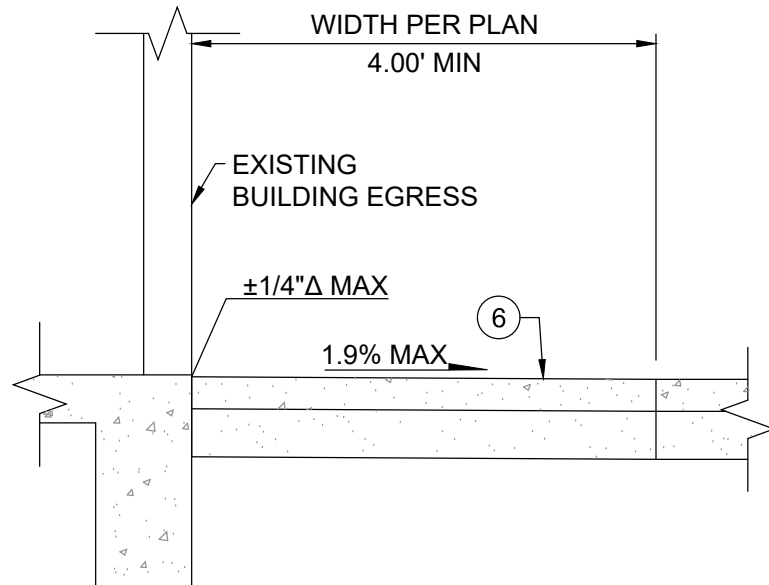 WIDTH PER PLAN
4.00' MIN
EXISTING
BUILDING EGRESS
±1/4"Δ MAX
6
1.9% MAX